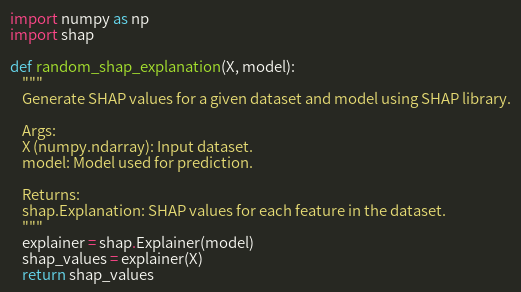 import numpy as np
import shap

def random_shap_explanation(X, model):
    """
    Generate SHAP values for a given dataset and model using SHAP library.

    Args:
    X (numpy.ndarray): Input dataset.
    model: Model used for prediction.

    Returns:
    shap.Explanation: SHAP values for each feature in the dataset.
    """
    explainer = shap.Explainer(model)
    shap_values = explainer(X)
    return shap_values